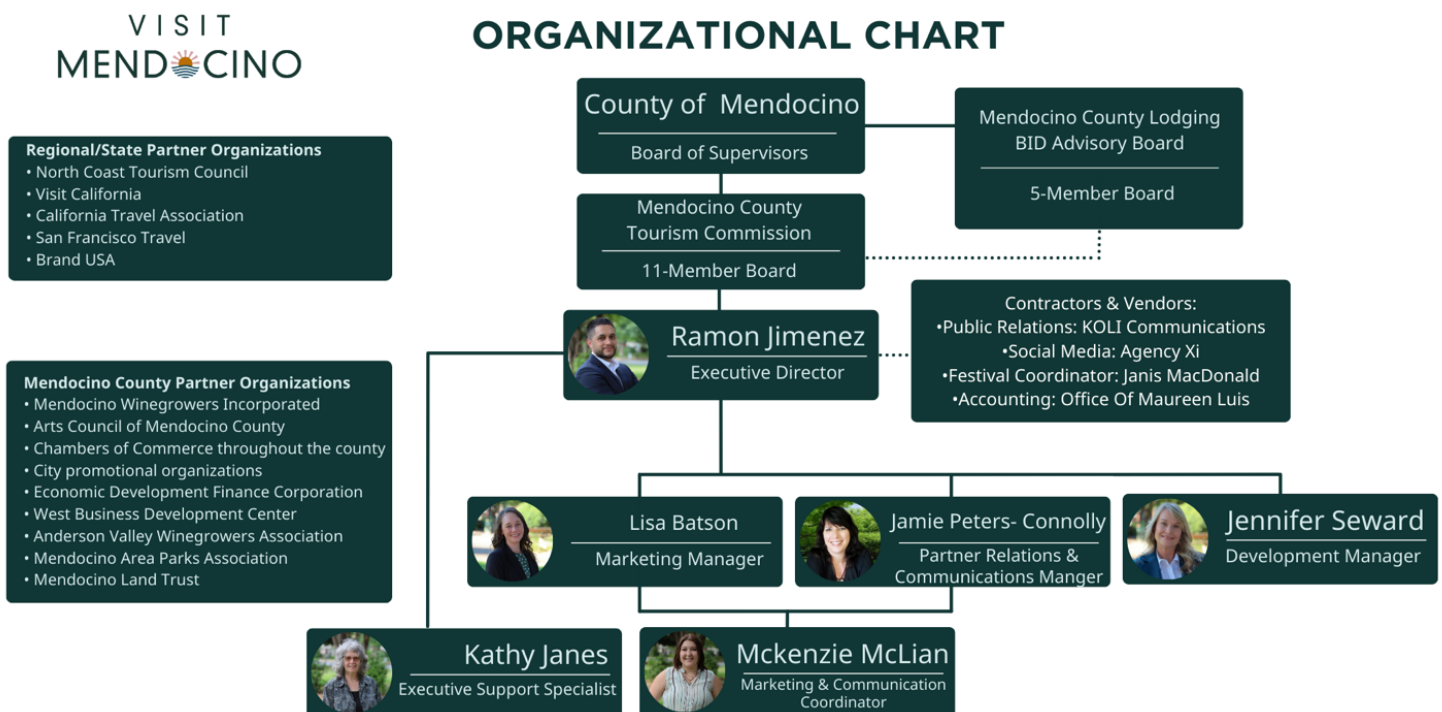 VISIT
MENDOCINO
ORGANIZATIONAL CHART
County of Mendocino
Board of Supervisors
Mendocino County Lodging
BID Advisory Board
5-Member Board
Regional/State Partner Organizations
• North Coast Tourism Council
• Visit California
• California Travel Association
• San Francisco Travel
• Brand USA
Mendocino County
Tourism Commission
11-Member Board
Contractors & Vendors:
•Public Relations: KOLI Communications
•Social Media: Agency Xi
•Festival Coordinator: Janis MacDonald
•Accounting: Office Of Maureen Luis
Ramon Jimenez
Executive Director
Mendocino County Partner Organizations
• Mendocino Winegrowers Incorporated
• Arts Council of Mendocino County
• Chambers of Commerce throughout the county
• City promotional organizations
• Economic Development Finance Corporation
• West Business Development Center
• Anderson Valley Winegrowers Association
• Mendocino Area Parks Association
• Mendocino Land Trust
Lisa Batson
Marketing Manager
Jamie Peters- Connolly
Partner Relations &
Communications Manger
Jennifer Seward
Development Manager
Kathy Janes
Executive Support Specialist
Mckenzie McLian
Marketing & Communication
Coordinator